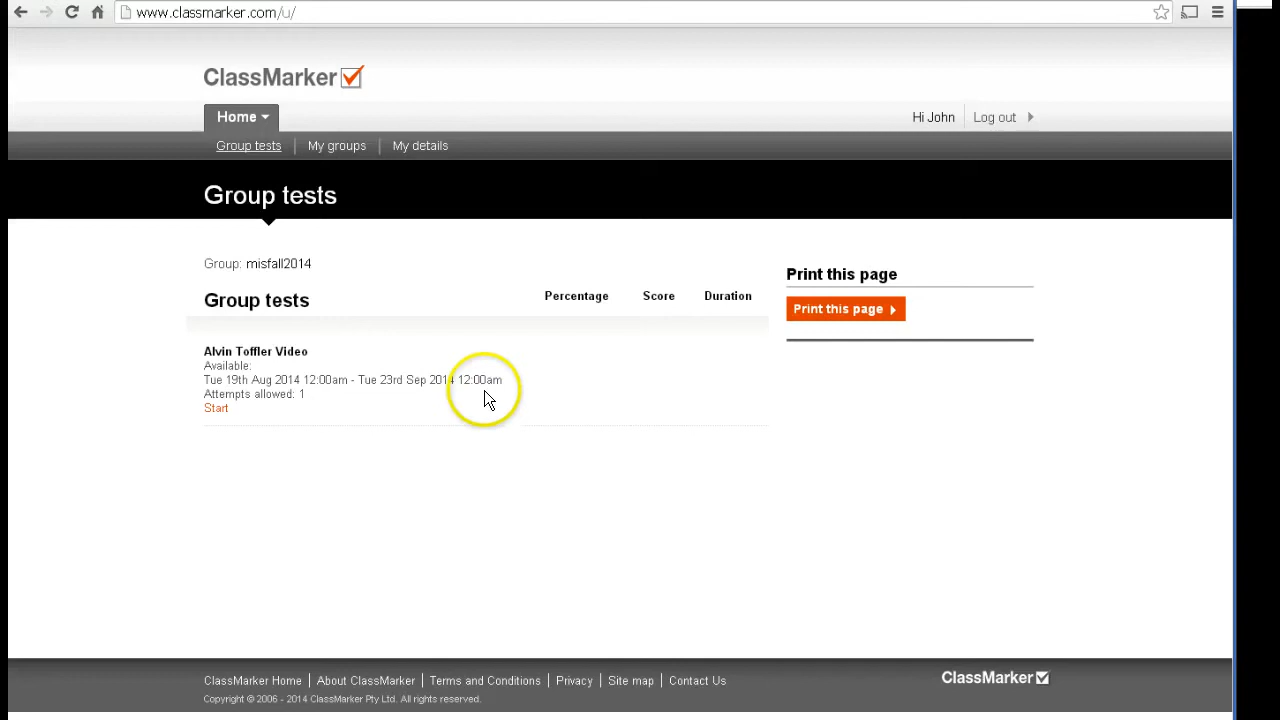 www.classmarker.com/u/
ClassMarker
Home
Hi John
Log out
Group tests
My groups
My details
Group tests
Group: misfall2014
Group tests
Percentage
Score
Duration
Alvin Toffler Video
Available:
Tue 19th Aug 2014 12:00am - Tue 23rd Sep 2014 12:00am
Attempts allowed: 1
Start
Print this page
Print this page
ClassMarker Home
About ClassMarker
Terms and Conditions
Privacy
Site map
Contact Us
ClassMarker
Copyright © 2006 - 2014 ClassMarker Pty Ltd. All rights reserved.